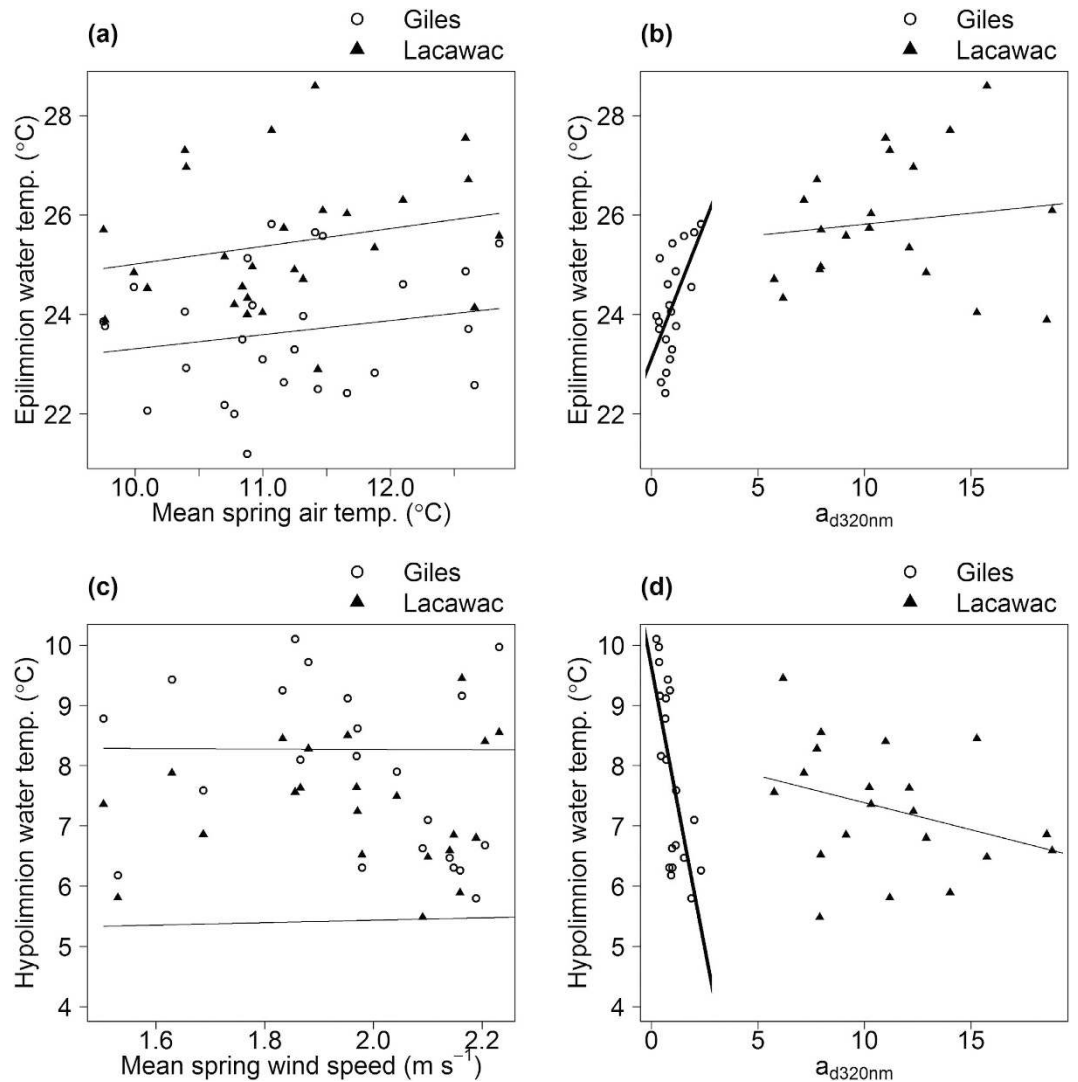 (a)
Giles
Lacawac
Epilimnion water temp. (°C)
28
26
24
22
10.0 11.0 12.0
Mean spring air temp. (°C)
(b)
Giles
Lacawac
Epilimnion water temp. (°C)
28
26
24
22
0 5 10 15
ad320nm
(c)
Giles
Lacawac
Hypolimnion water temp. (°C)
10
9
8
7
6
5
4
1.6 1.8 2.0 2.2
Mean spring wind speed (m s⁻¹)
(d)
Giles
Lacawac
Hypolimnion water temp. (°C)
10
9
8
7
6
5
4
0 5 10 15
ad320nm